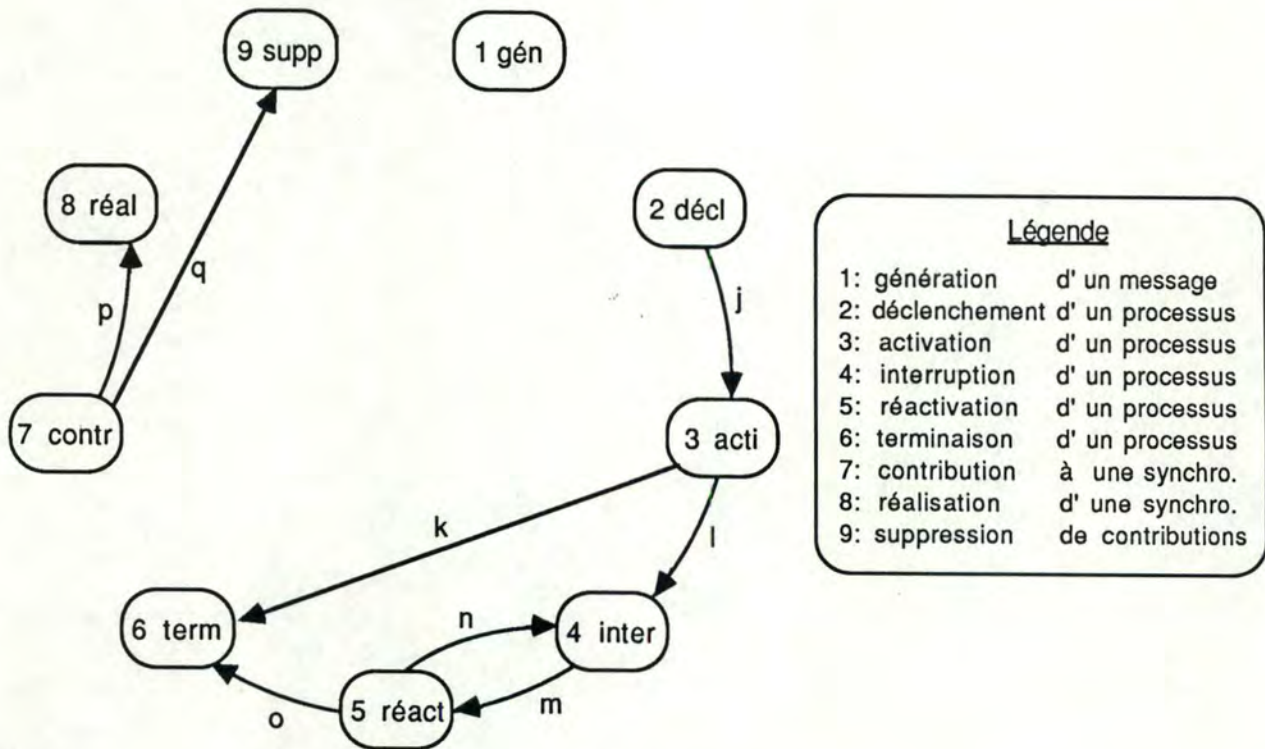 9 supp
1 gén
8 réal
2 décl
q
p
j
7 contr
3 acti
k
l
6 term
n
4 inter
5 réact
m
o
Légende
1: génération d' un message
2: déclenchement d' un processus
3: activation d' un processus
4: interruption d' un processus
5: réactivation d' un processus
6: terminaison d' un processus
7: contribution à une synchro.
8: réalisation d' une synchro.
9: suppression de contributions